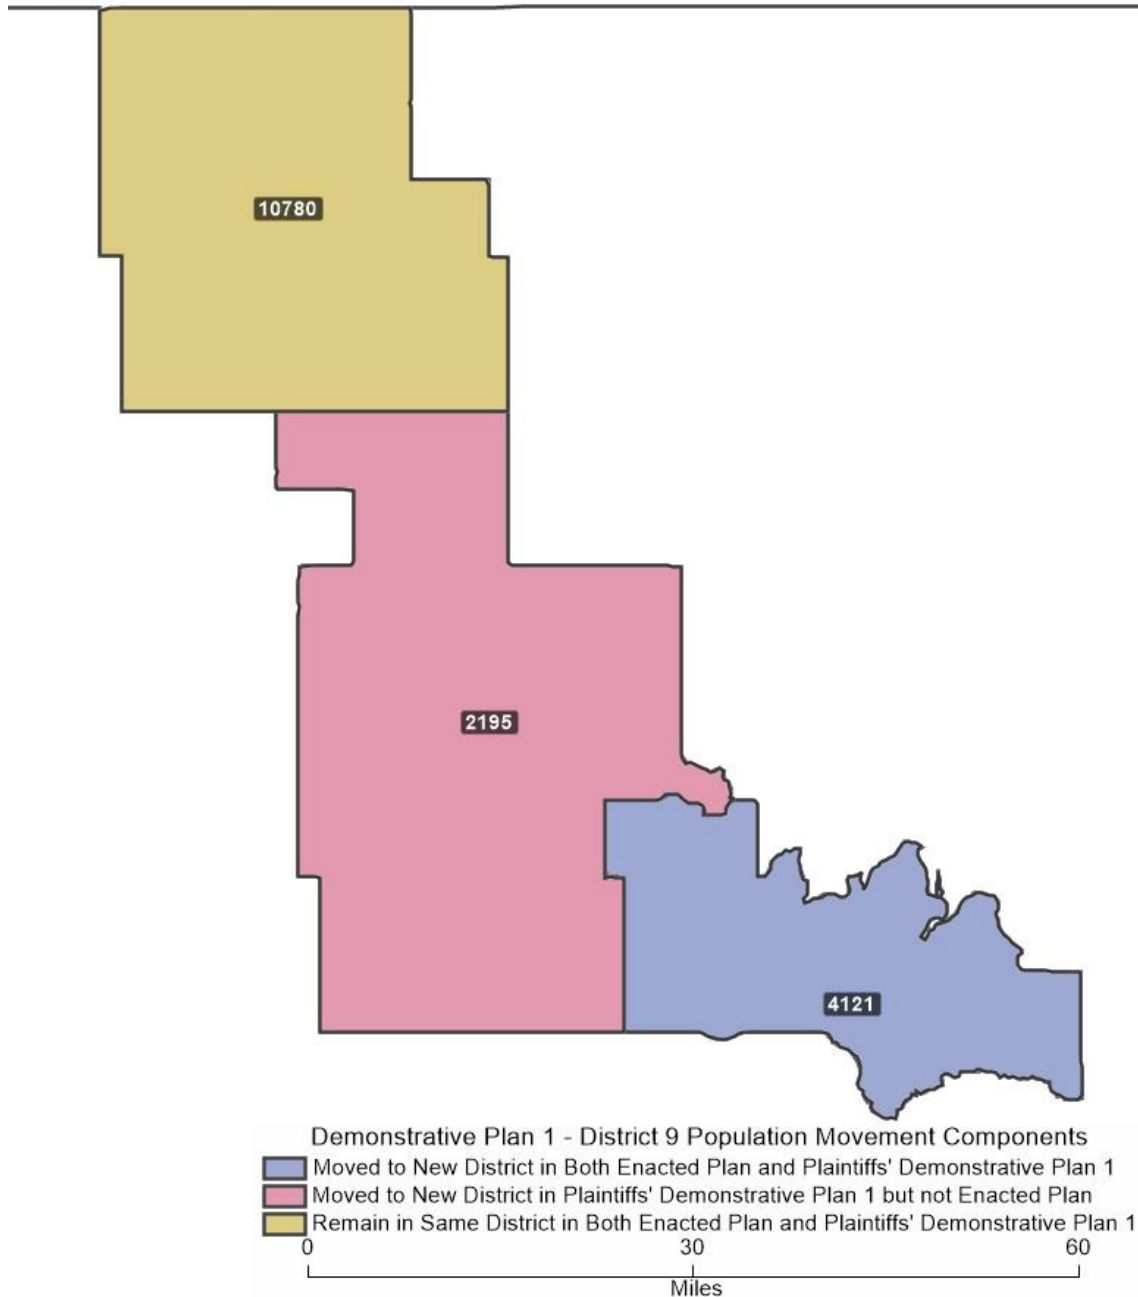 10780
2195
4121
Demonstrative Plan 1 - District 9 Population Movement Components
Moved to New District in Both Enacted Plan and Plaintiffs' Demonstrative Plan 1
Moved to New District in Plaintiffs' Demonstrative Plan 1 but not Enacted Plan
Remain in Same District in Both Enacted Plan and Plaintiffs' Demonstrative Plan 1
0 30 60
Miles